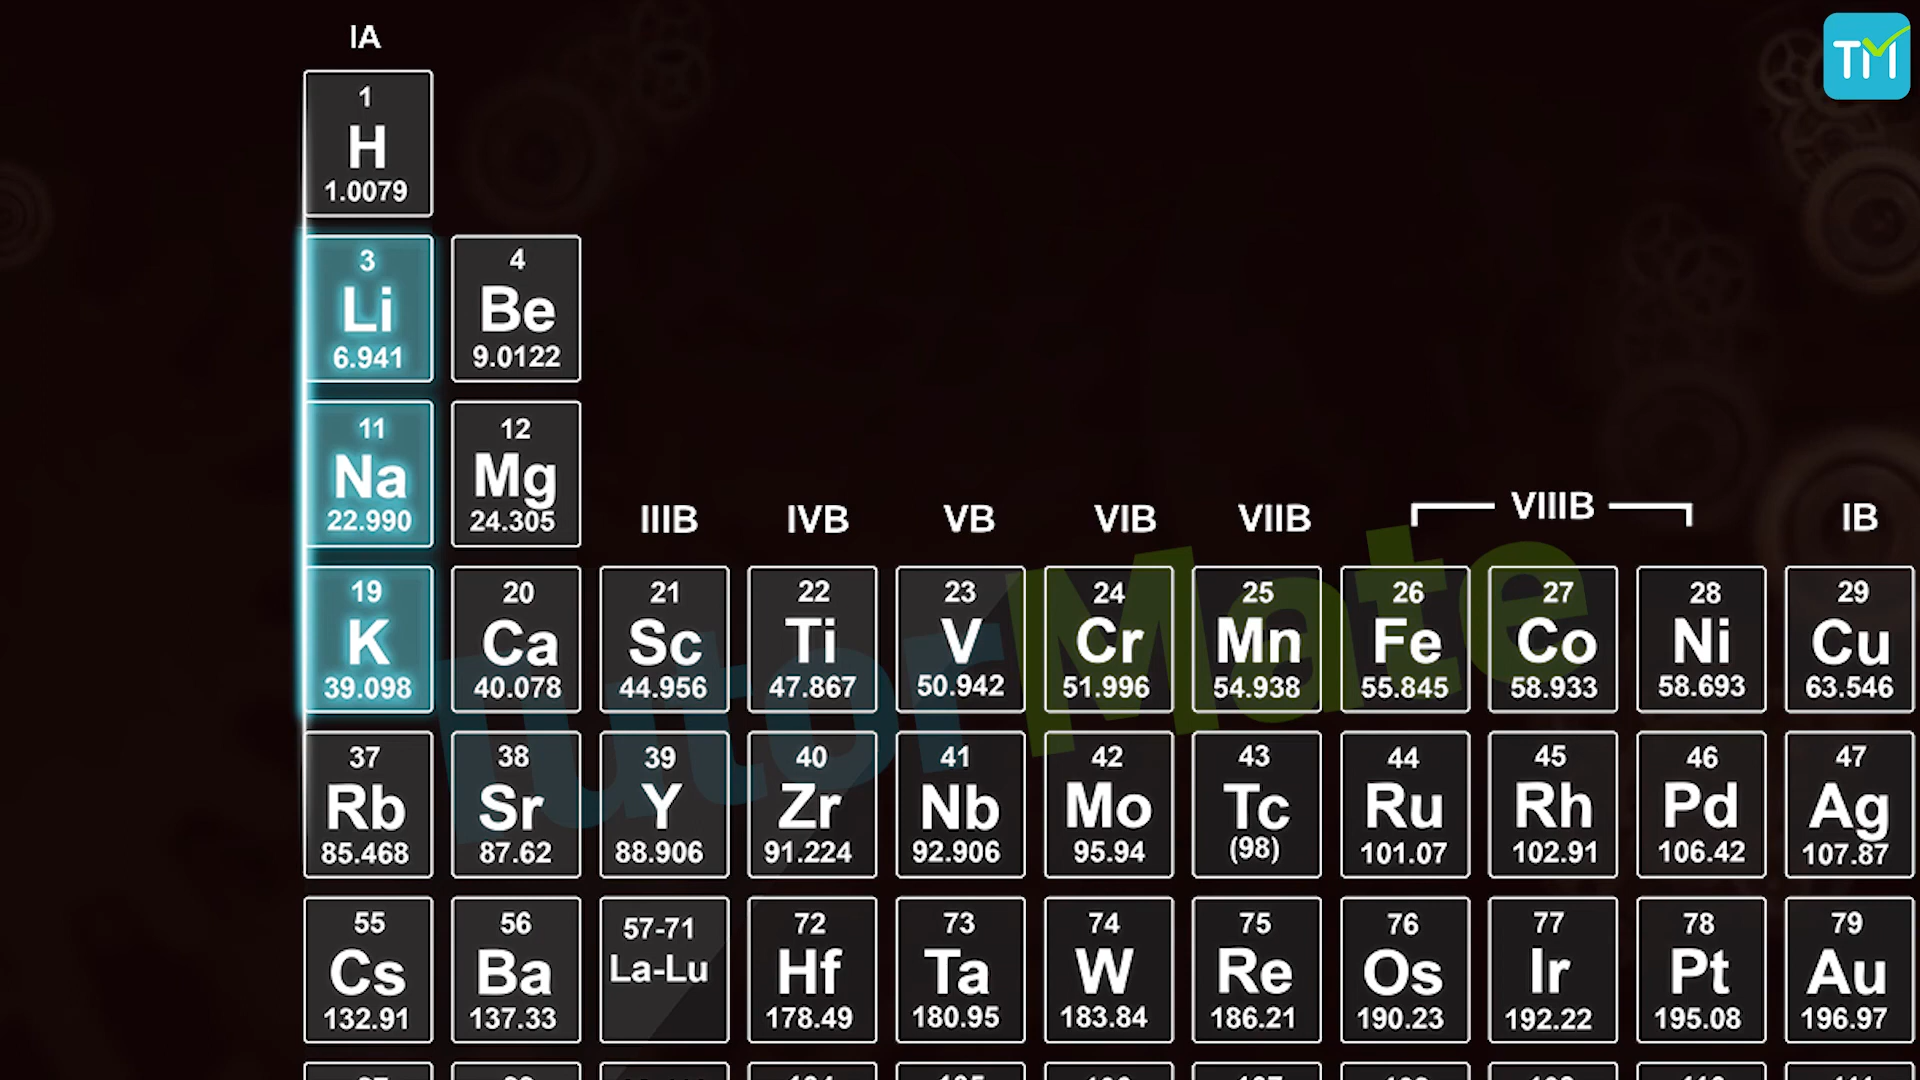 IA
TM
1
H
1.0079
3 4
Li Be
6.941 9.0122
11 12
Na Mg
22.990 24.305
IIIB IVB VB VIB VIIB VIIIB IB
19 20 21 22 23 24 25 26 27 28 29
K Ca Sc Ti V Cr Mn Fe Co Ni Cu
39.098 40.078 44.956 47.867 50.942 51.996 54.938 55.845 58.933 58.693 63.546
TutorMate
37 38 39 40 41 42 43 44 45 46 47
Rb Sr Y Zr Nb Mo Tc Ru Rh Pd Ag
85.468 87.62 88.906 91.224 92.906 95.94 (98) 101.07 102.91 106.42 107.87
55 56 57-71 72 73 74 75 76 77 78 79
Cs Ba La-Lu Hf Ta W Re Os Ir Pt Au
132.91 137.33 178.49 180.95 183.84 186.21 190.23 192.22 195.08 196.97